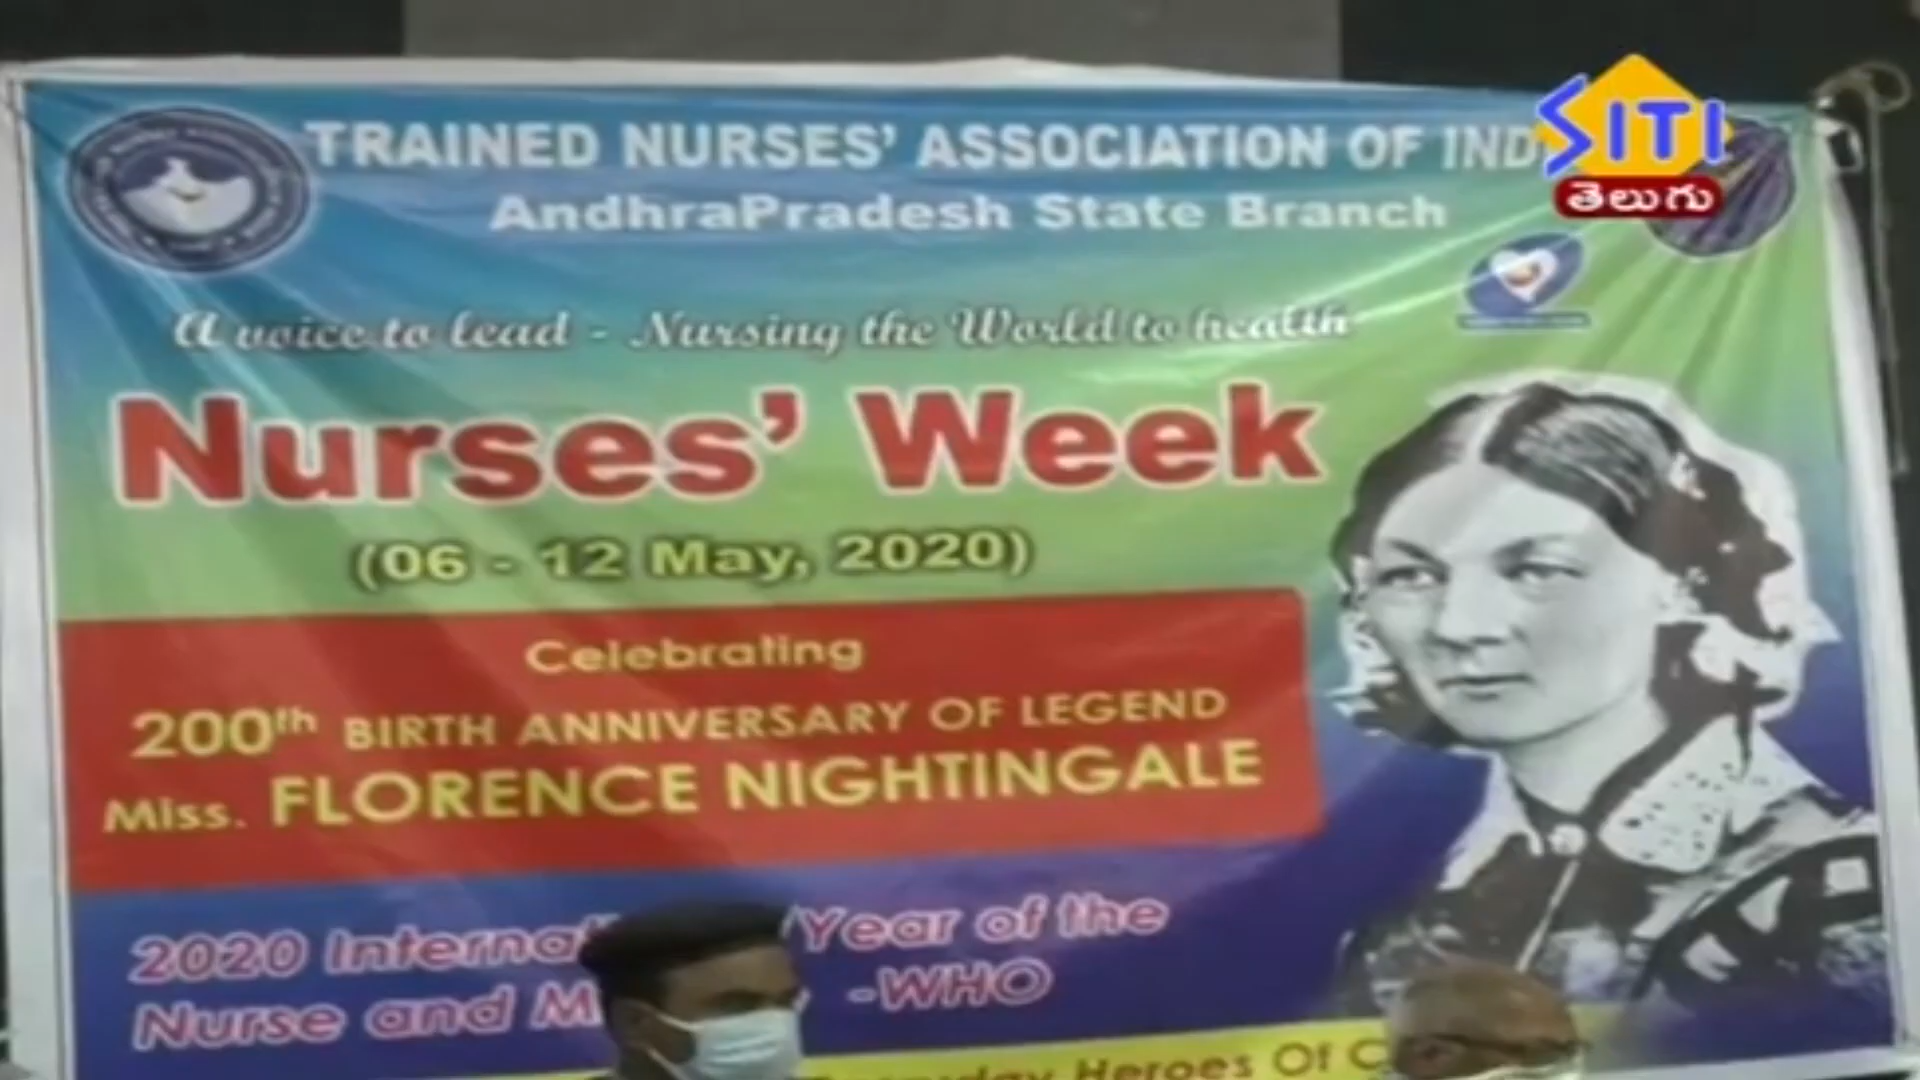 TRAINED NURSES' ASSOCIATION OF IND
SITI
తెలుగు
AndhraPradesh State Branch
A voice to lead - Nursing the World to health
Nurses' Week
(06 - 12 May, 2020)
Celebrating
200th BIRTH ANNIVERSARY OF LEGEND
Miss. FLORENCE NIGHTINGALE
2020 Year of the
Nurse and -WHO
Heroes Of